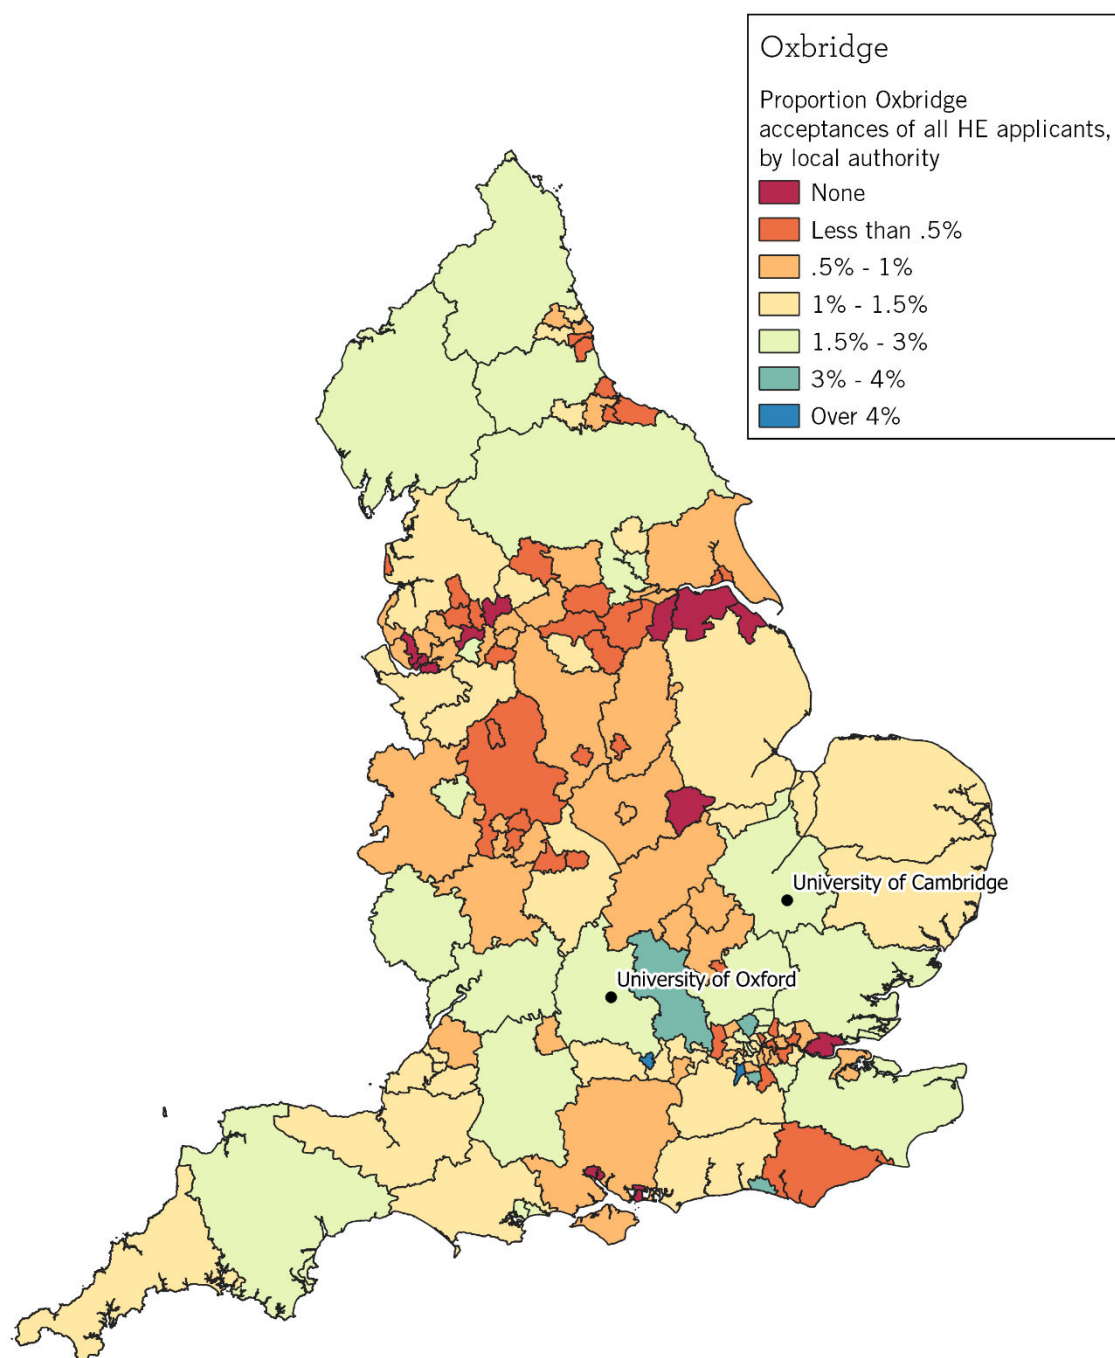 Oxbridge
Proportion Oxbridge
acceptances of all HE applicants,
by local authority
None
Less than .5%
.5% - 1%
1% - 1.5%
1.5% - 3%
3% - 4%
Over 4%
University of Cambridge
University of Oxford